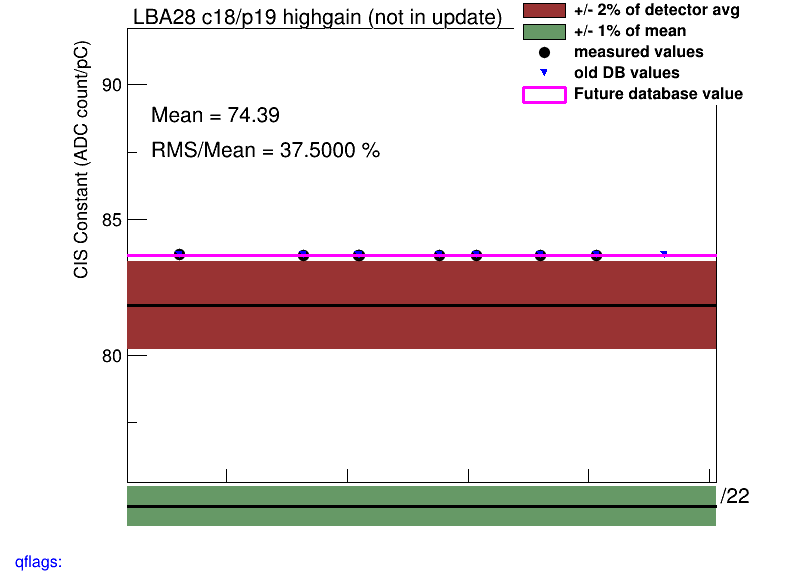 LBA28 c18/p19 highgain (not in update)
+/- 2% of detector avg
+/- 1% of mean
measured values
old DB values
Future database value
CIS Constant (ADC count/pC)
90
85
80
Mean = 74.39
RMS/Mean = 37.5000 %
/22
qflags: